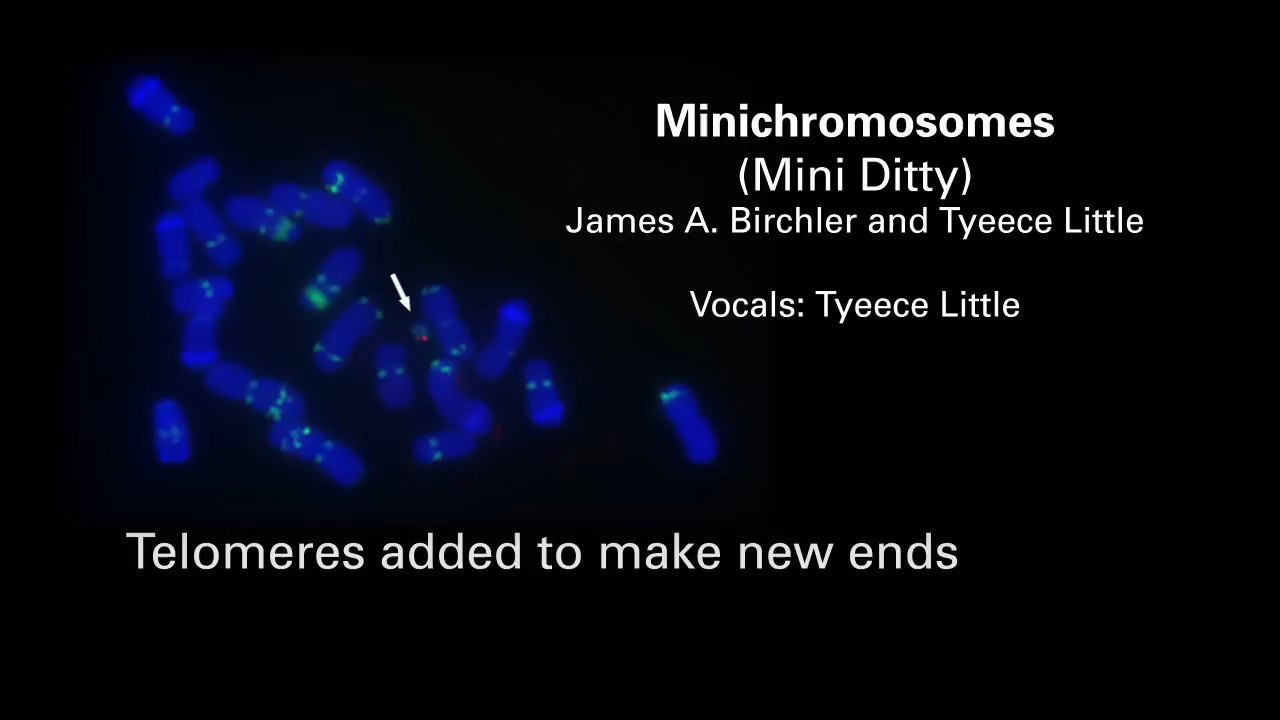 Minichromosomes
(Mini Ditty)
James A. Birchler and Tyeece Little
Vocals: Tyeece Little
Telomeres added to make new ends